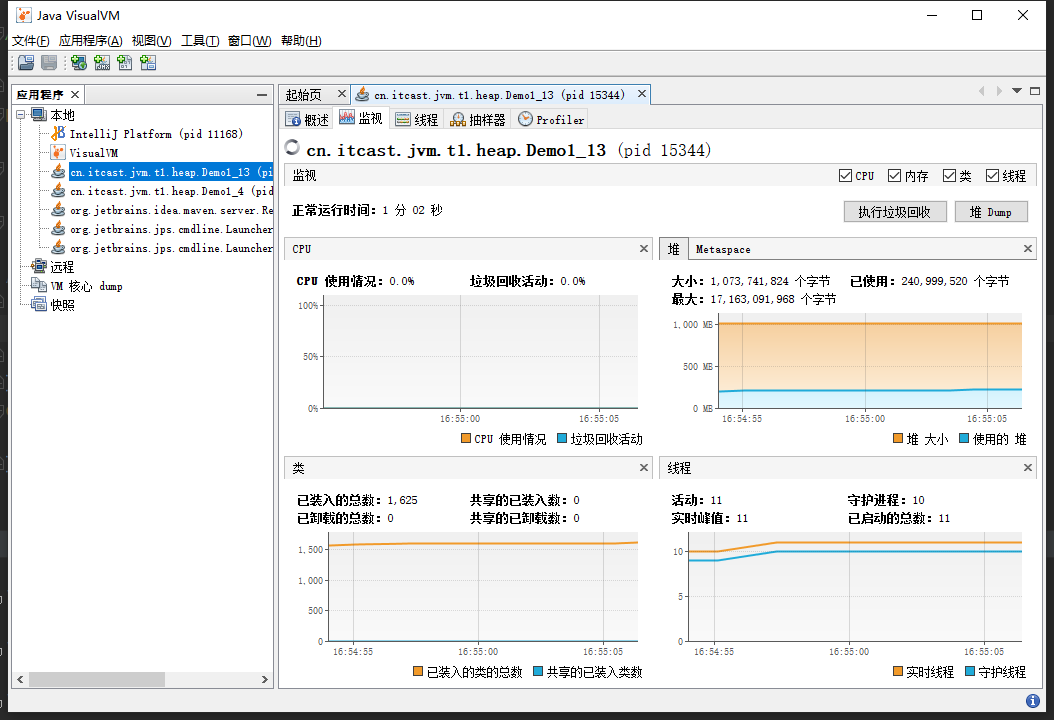 Java VisualVM
文件(F) 应用程序(A) 视图(V) 工具(T) 窗口(W) 帮助(H)
应用程序
本地
IntelliJ Platform (pid 11168)
VisualVM
cn.itcast.jvm.t1.heap.Demo1_13 (pi
cn.itcast.jvm.t1.heap.Demo1_4 (pid
org.jetbrains.idea.maven.server.Re
org.jetbrains.jps.cmdline.Launcher
org.jetbrains.jps.cmdline.Launcher
远程
VM 核心 dump
快照
起始页 cn.itcast.jvm.t1.heap.Demo1_13 (pid 15344)
概述 监视 线程 抽样器 Profiler
cn.itcast.jvm.t1.heap.Demo1_13 (pid 15344)
监视 CPU 内存 类 线程
正常运行时间: 1 分 02 秒 执行垃圾回收 堆 Dump
CPU
CPU 使用情况: 0.0% 垃圾回收活动: 0.0%
100%
50%
0%
16:55:00 16:55:05
CPU 使用情况 垃圾回收活动
堆 Metaspace
大小: 1,073,741,824 个字节 已使用: 240,999,520 个字节
最大: 17,163,091,968 个字节
1,000 MB
500 MB
0 MB
16:54:55 16:55:00 16:55:05
堆 大小 使用的 堆
类
已装入的总数: 1,625 共享的已装入数: 0
已卸载的总数: 0 共享的已卸载数: 0
1,500
1,000
500
0
16:54:55 16:55:00 16:55:05
已装入的类的总数 共享的已装入类数
线程
活动: 11 守护进程: 10
实时峰值: 11 已启动的总数: 11
10
5
0
16:54:55 16:55:00 16:55:05
实时线程 守护线程